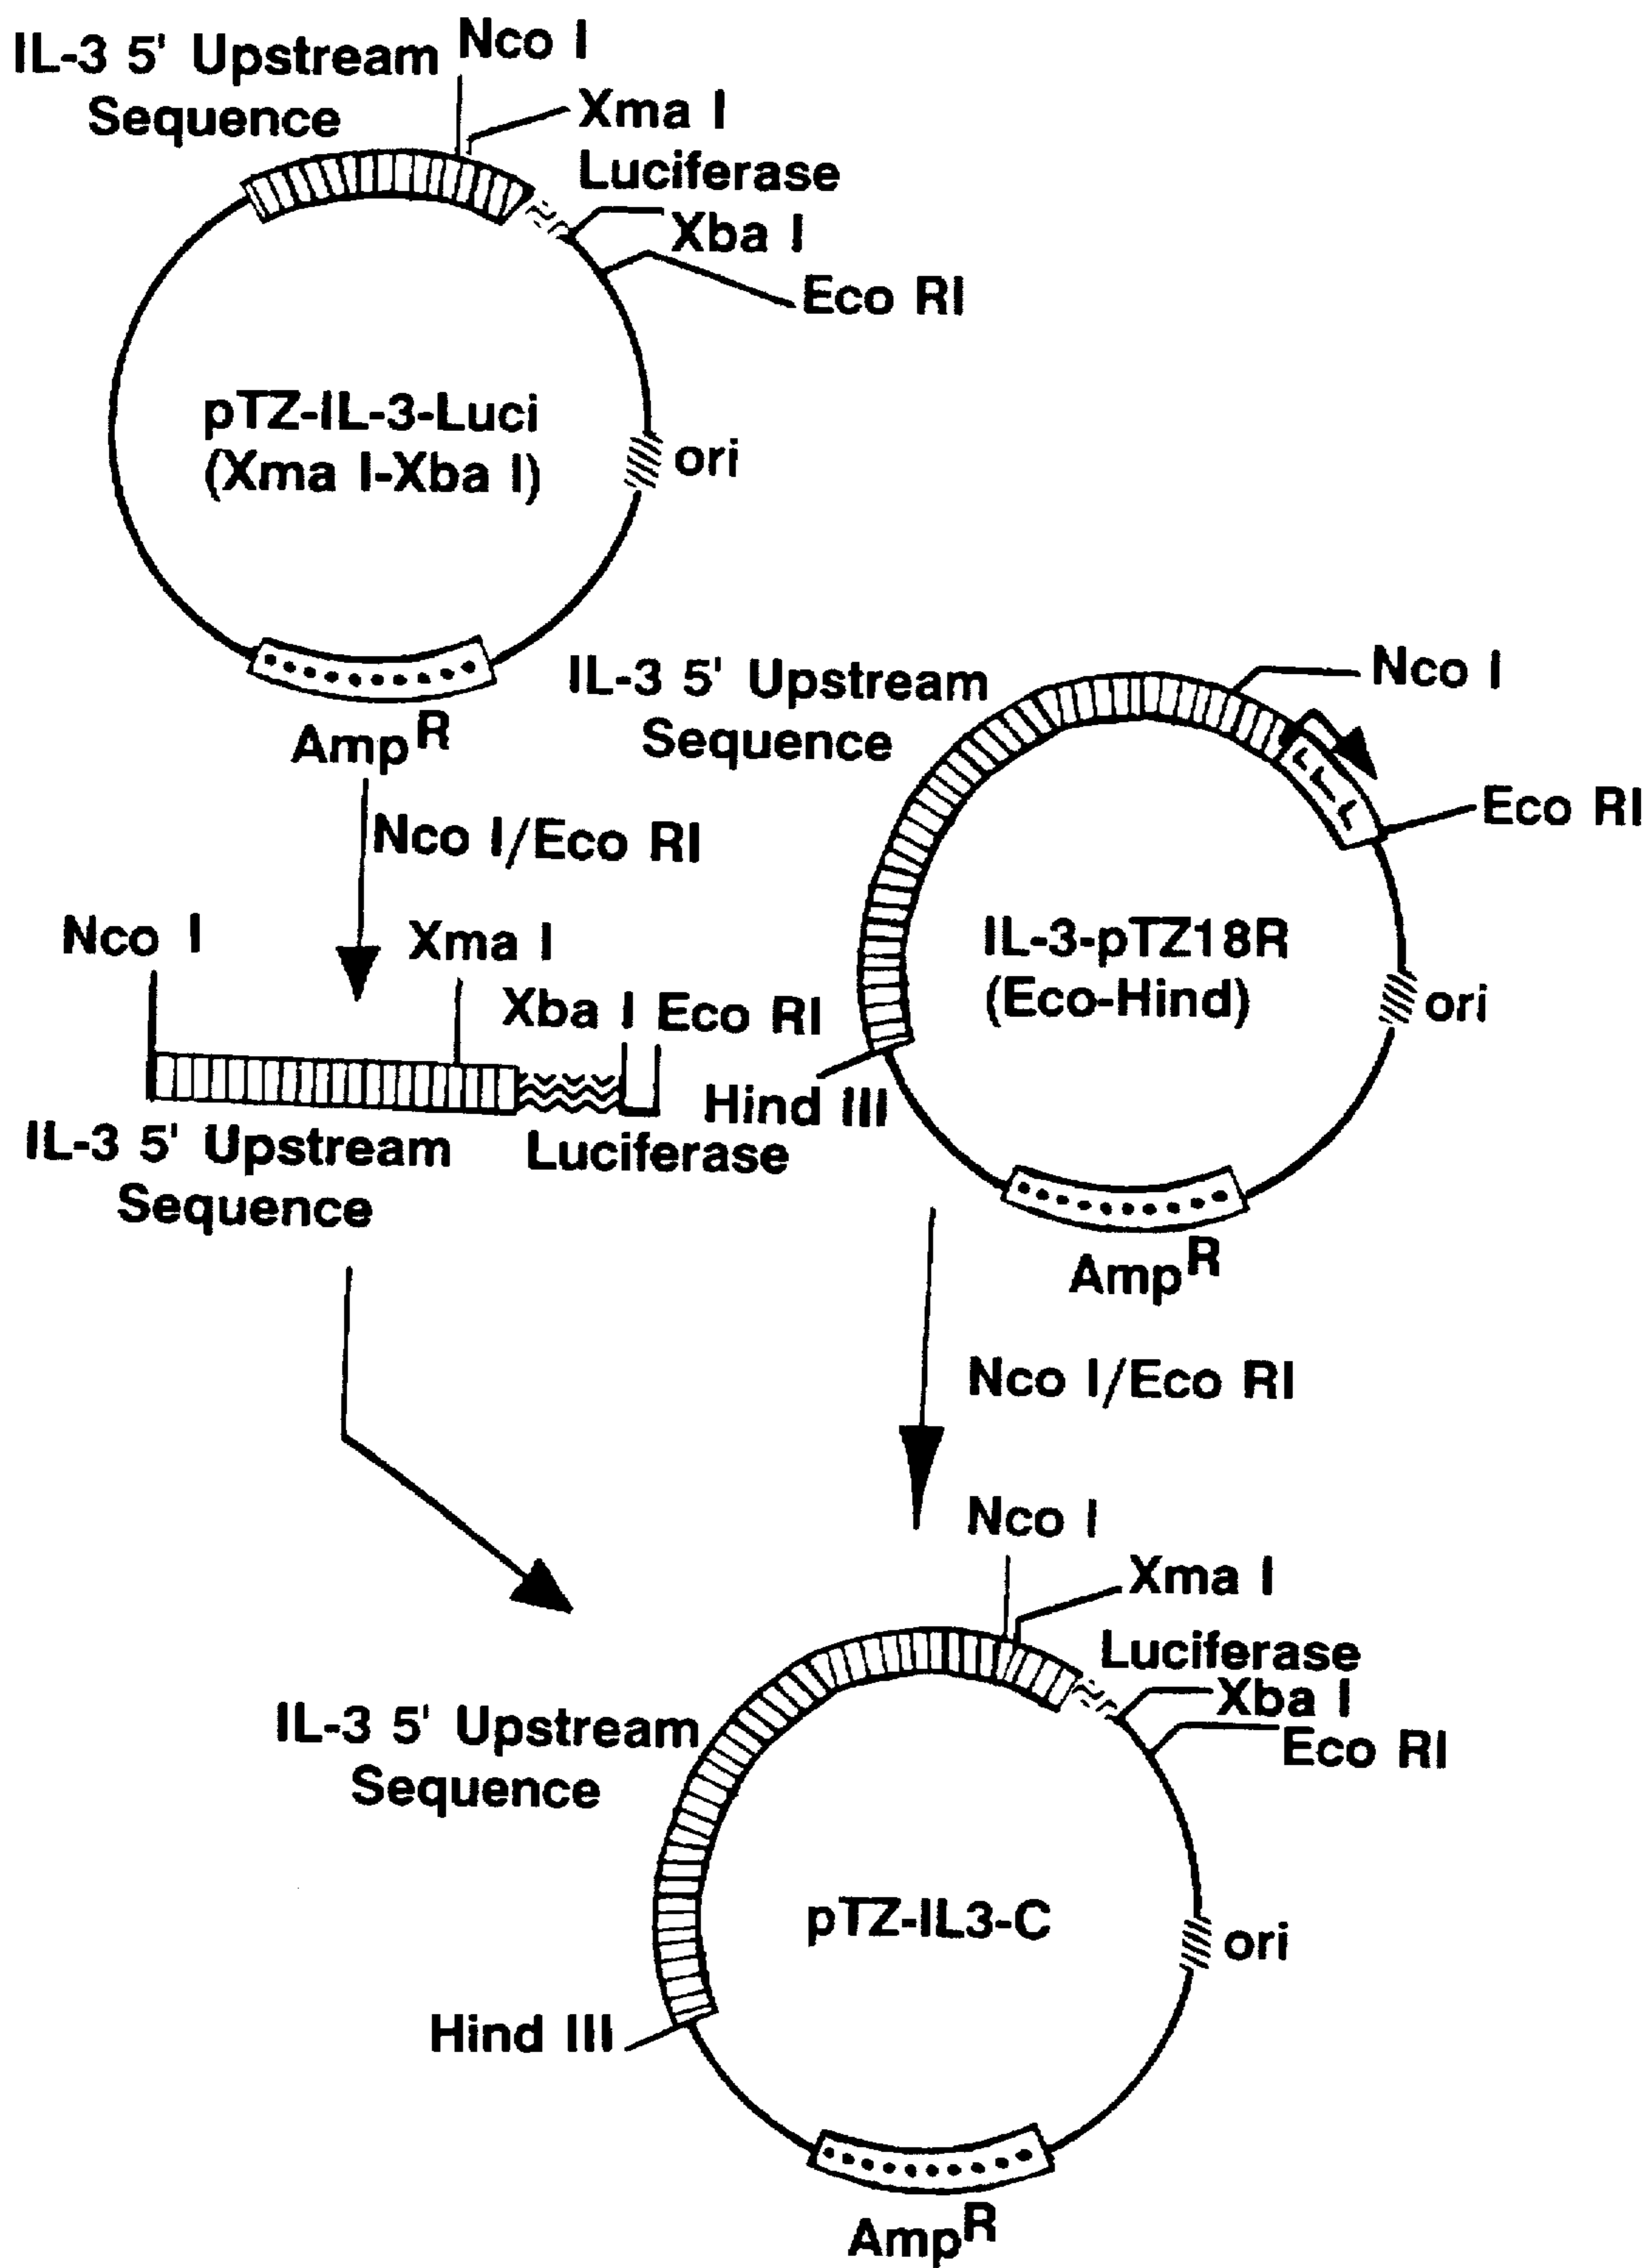 IL-3 5' Upstream
Sequence
Nco I
Xma I
Luciferase
Xba I
Eco RI
pTZ-IL-3-Luci
(Xma I-Xba I)
ori
Amp^R
Nco I/Eco RI
Nco I
Xma I
Xba I
Eco RI
IL-3 5' Upstream
Sequence
Luciferase
IL-3 5' Upstream
Sequence
Nco I
Eco RI
IL-3-pTZ18R
(Eco-Hind)
ori
Hind III
Amp^R
Nco I/Eco RI
Nco I
Xma I
Luciferase
Xba I
Eco RI
IL-3 5' Upstream
Sequence
pTZ-IL3-C
ori
Hind III
Amp^R